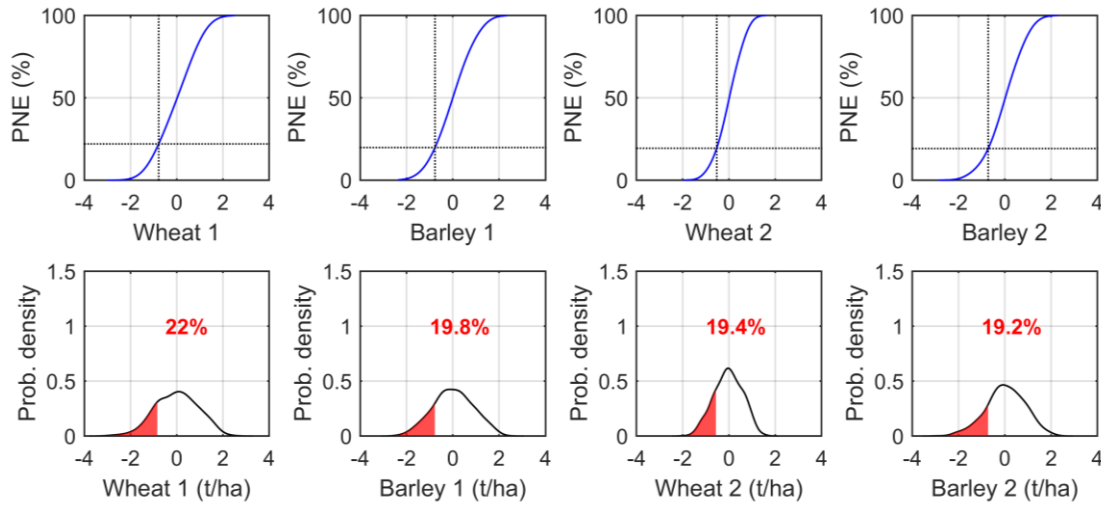 PNE (%)
100
50
0
-4 -2 0 2 4
Wheat 1
PNE (%)
100
50
0
-4 -2 0 2 4
Barley 1
PNE (%)
100
50
0
-4 -2 0 2 4
Wheat 2
PNE (%)
100
50
0
-4 -2 0 2 4
Barley 2
Prob. density
1.5
1
0.5
0
22%
-4 -2 0 2 4
Wheat 1 (t/ha)
Prob. density
1.5
1
0.5
0
19.8%
-4 -2 0 2 4
Barley 1 (t/ha)
Prob. density
1.5
1
0.5
0
19.4%
-4 -2 0 2 4
Wheat 2 (t/ha)
Prob. density
1.5
1
0.5
0
19.2%
-4 -2 0 2 4
Barley 2 (t/ha)